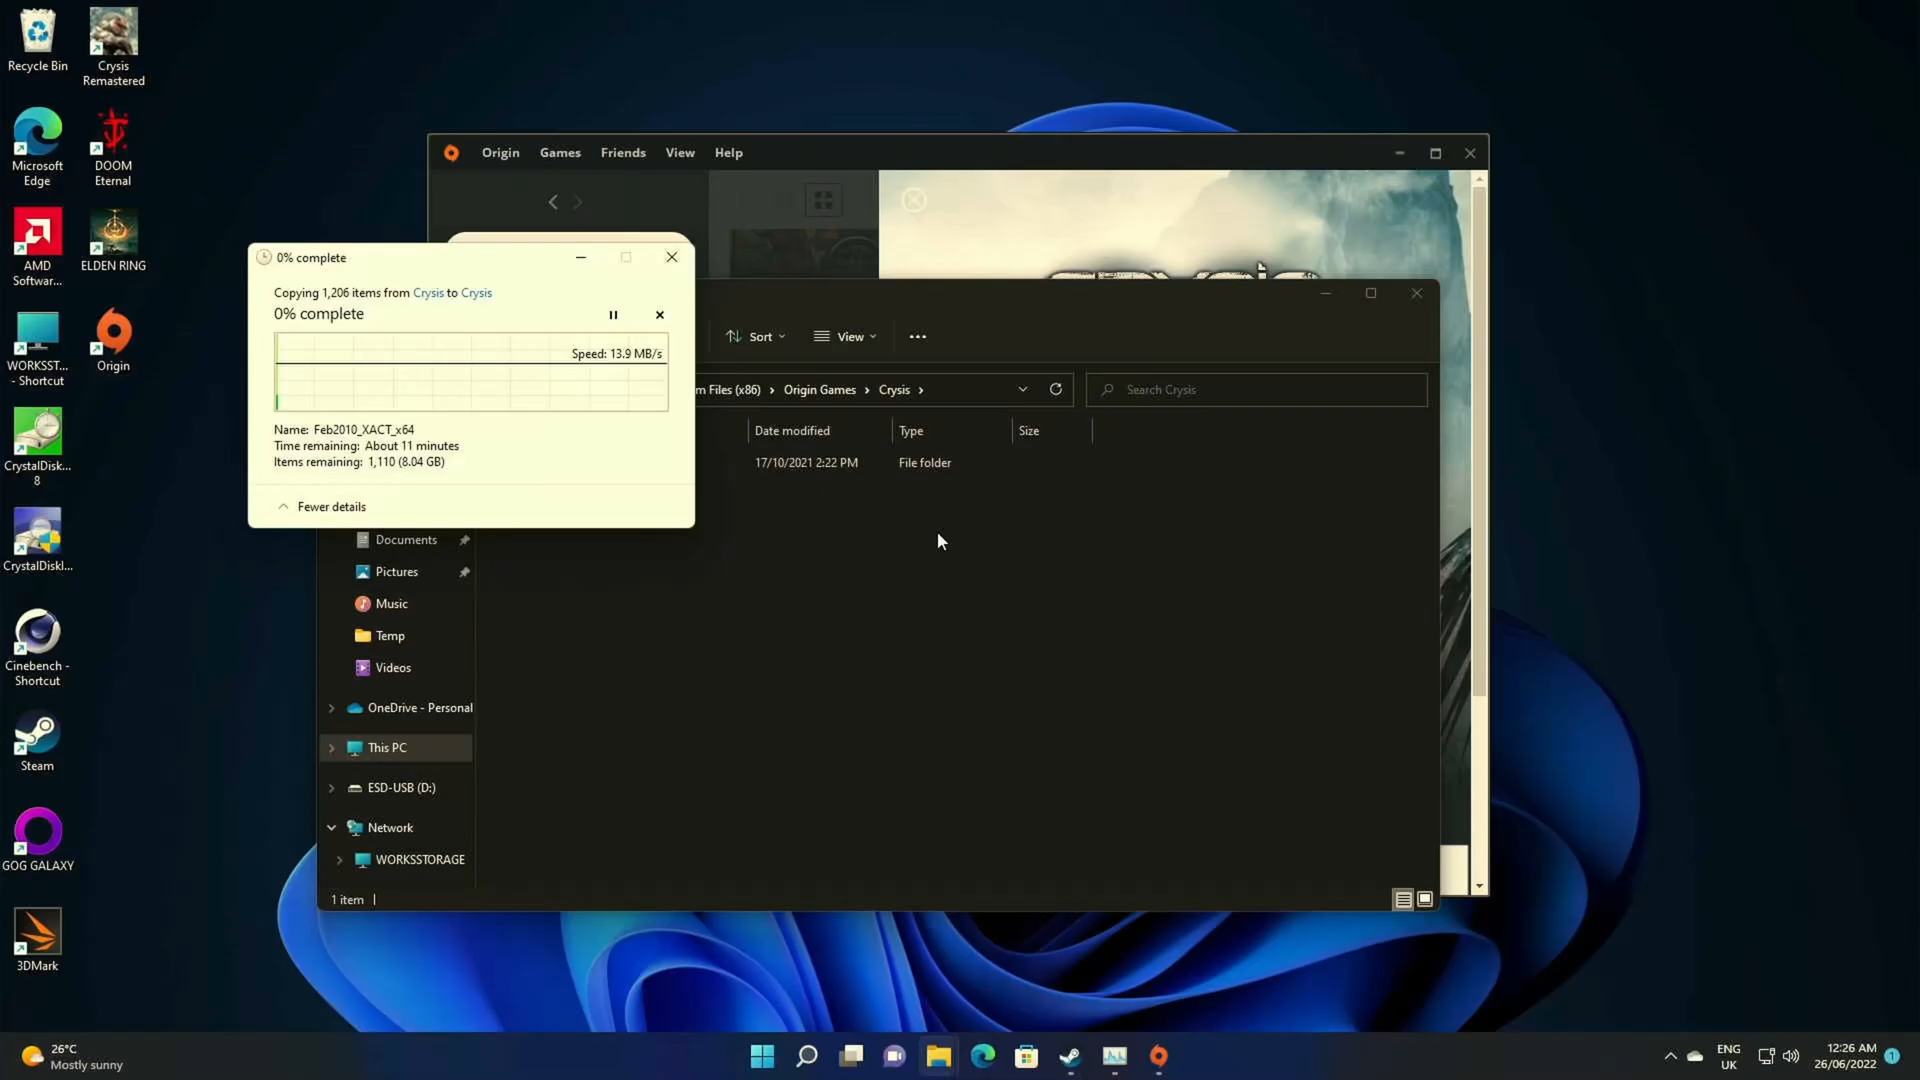 Recycle Bin
Crysis
Remastered
Microsoft
Edge
DOOM
Eternal
AMD
Softwar...
ELDEN RING
WORKSST...
- Shortcut
Origin
CrystalDisk...
8
CrystalDiskI...
Cinebench -
Shortcut
Steam
GOG GALAXY
3DMark
Origin Games Friends View Help
0% complete
Copying 1,206 items from Crysis to Crysis
0% complete
Speed: 13.9 MB/s
Name: Feb2010_XACT_x64
Time remaining: About 11 minutes
Items remaining: 1,110 (8.04 GB)
Fewer details
Sort View
m Files (x86) › Origin Games › Crysis ›
Search Crysis
Date modified Type Size
17/10/2021 2:22 PM File folder
Documents
Pictures
Music
Temp
Videos
OneDrive - Personal
This PC
ESD-USB (D:)
Network
WORKSSTORAGE
1 item
26°C
Mostly sunny
ENG
UK
12:26 AM
26/06/2022
1